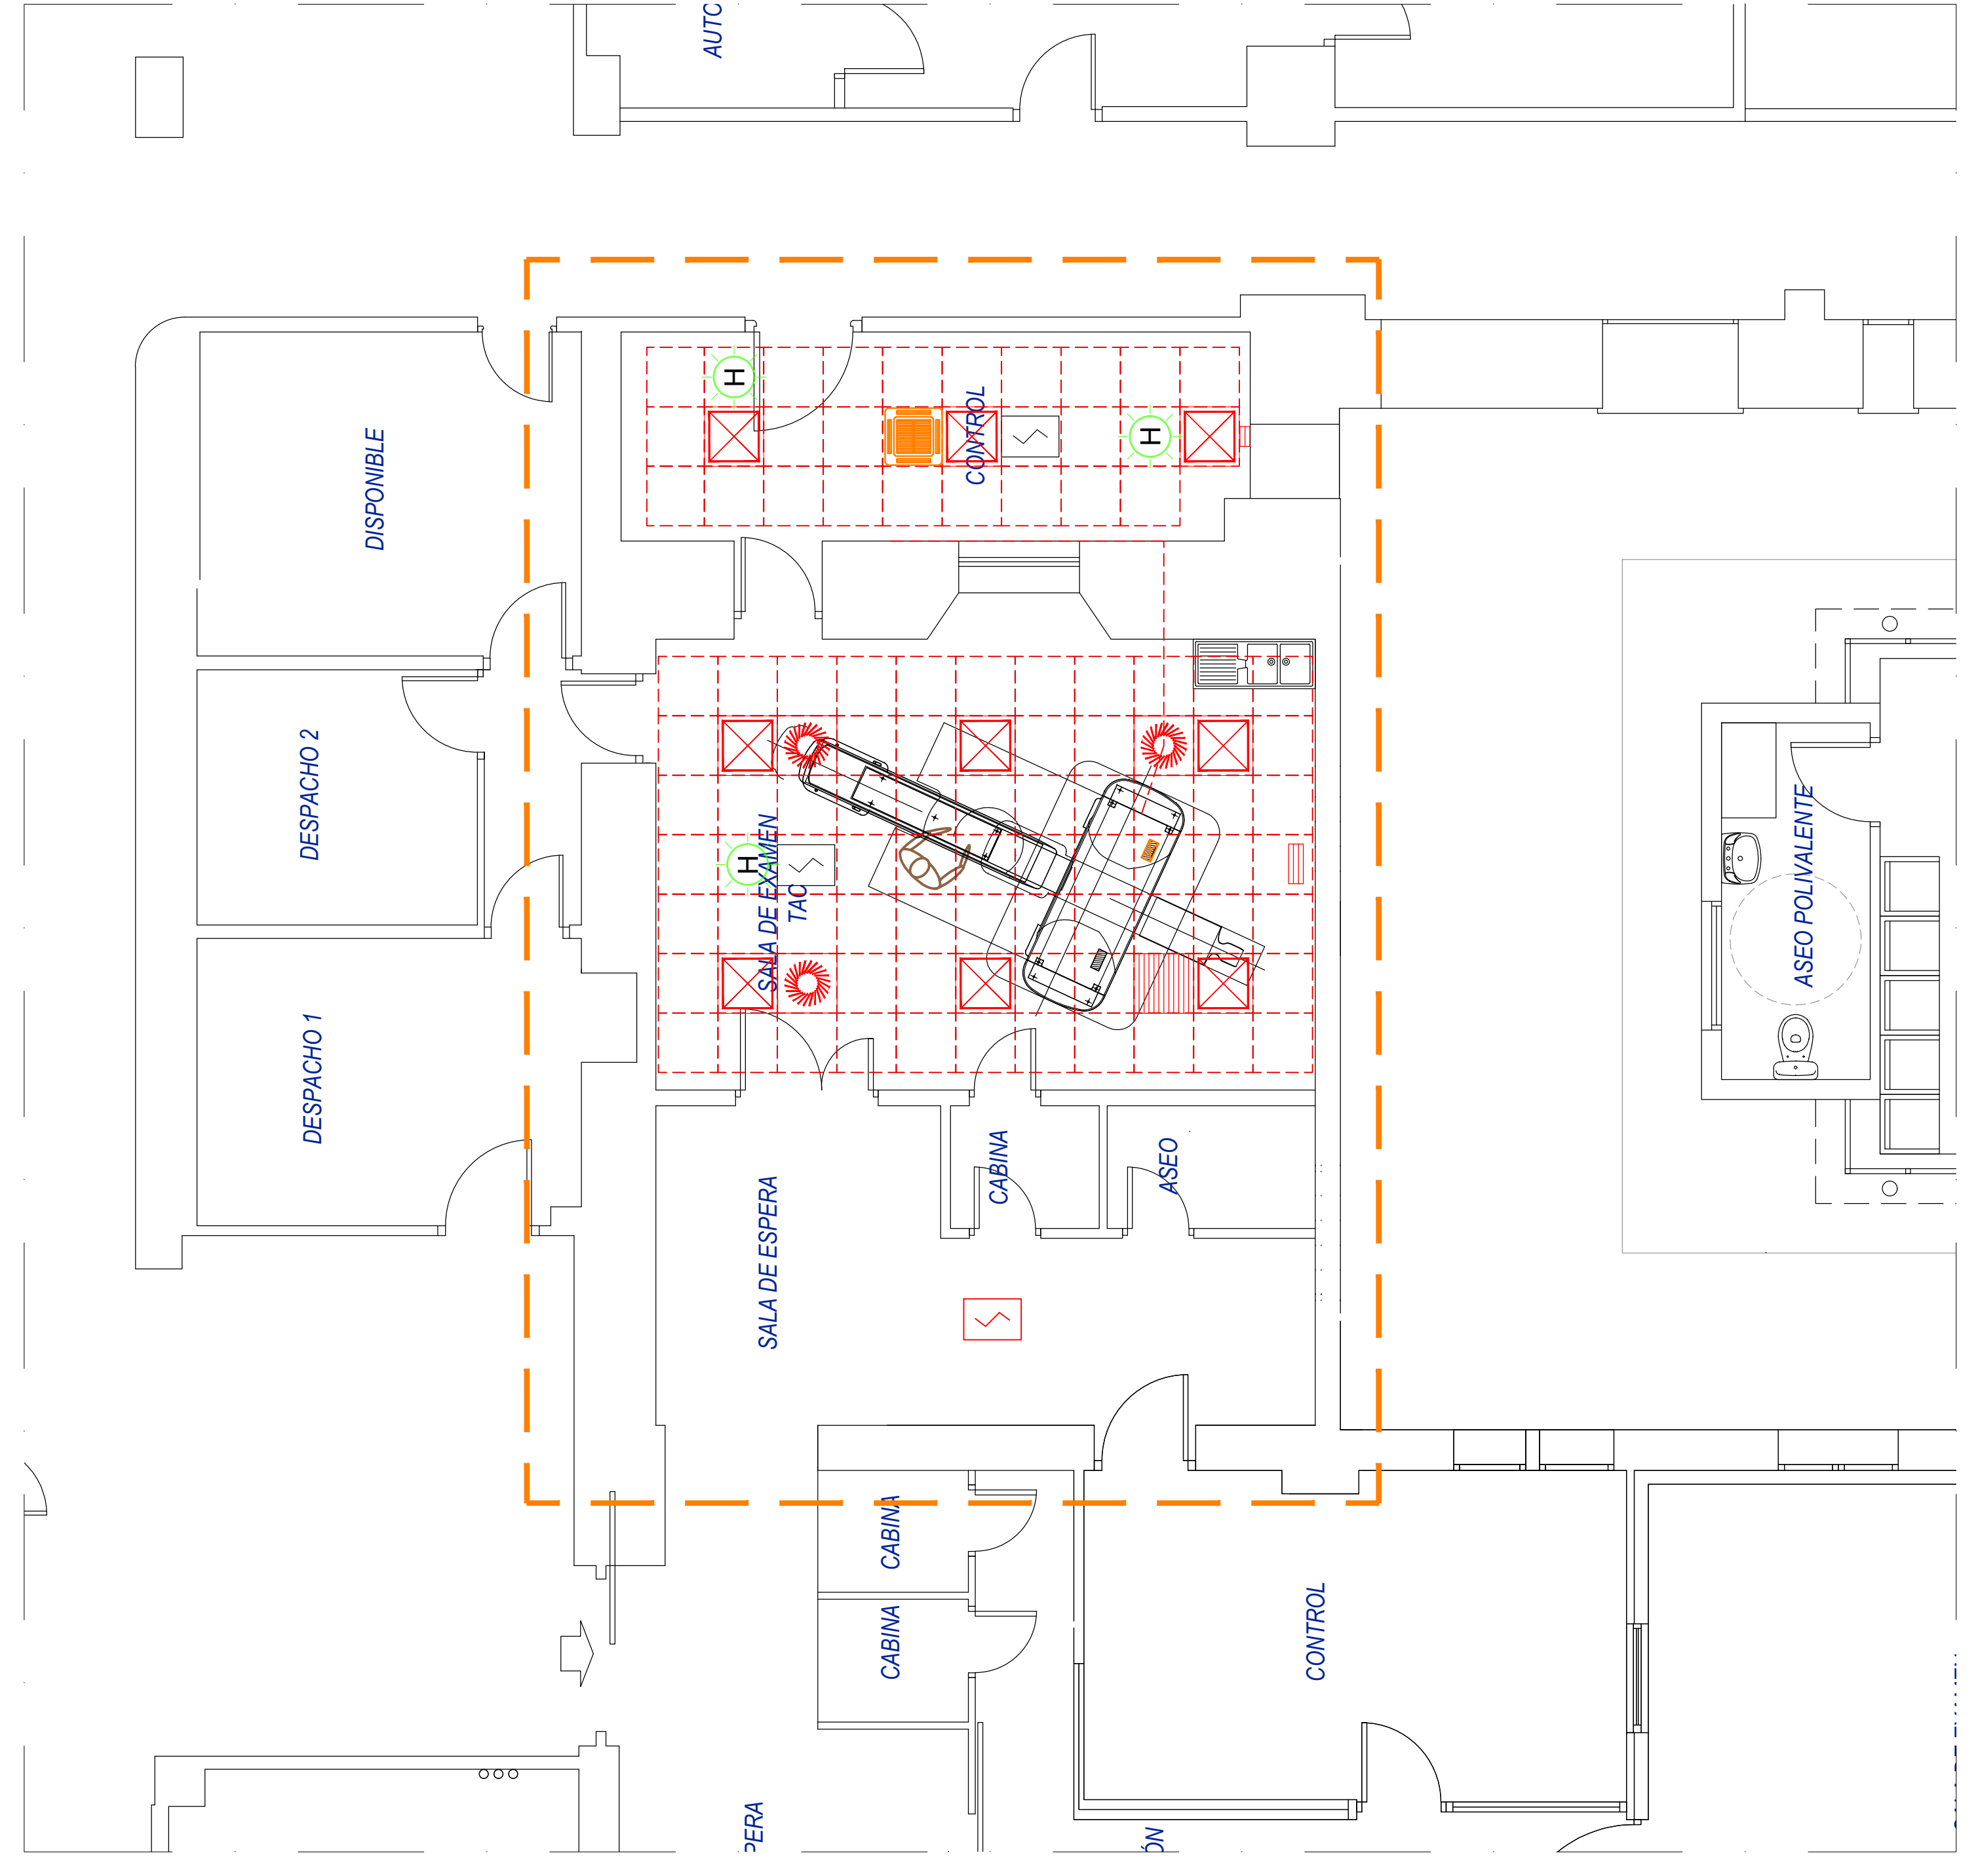 AUTC
CONTROL
H
H
DISPONIBLE
DESPACHO 2
SALA DE EXAMEN
TAC
H
ASEO POLIVALENTE
DESPACHO 1
CABINA
ASEO
SALA DE ESPERA
CABINA
CABINA
CONTROL
PERA
ÓN